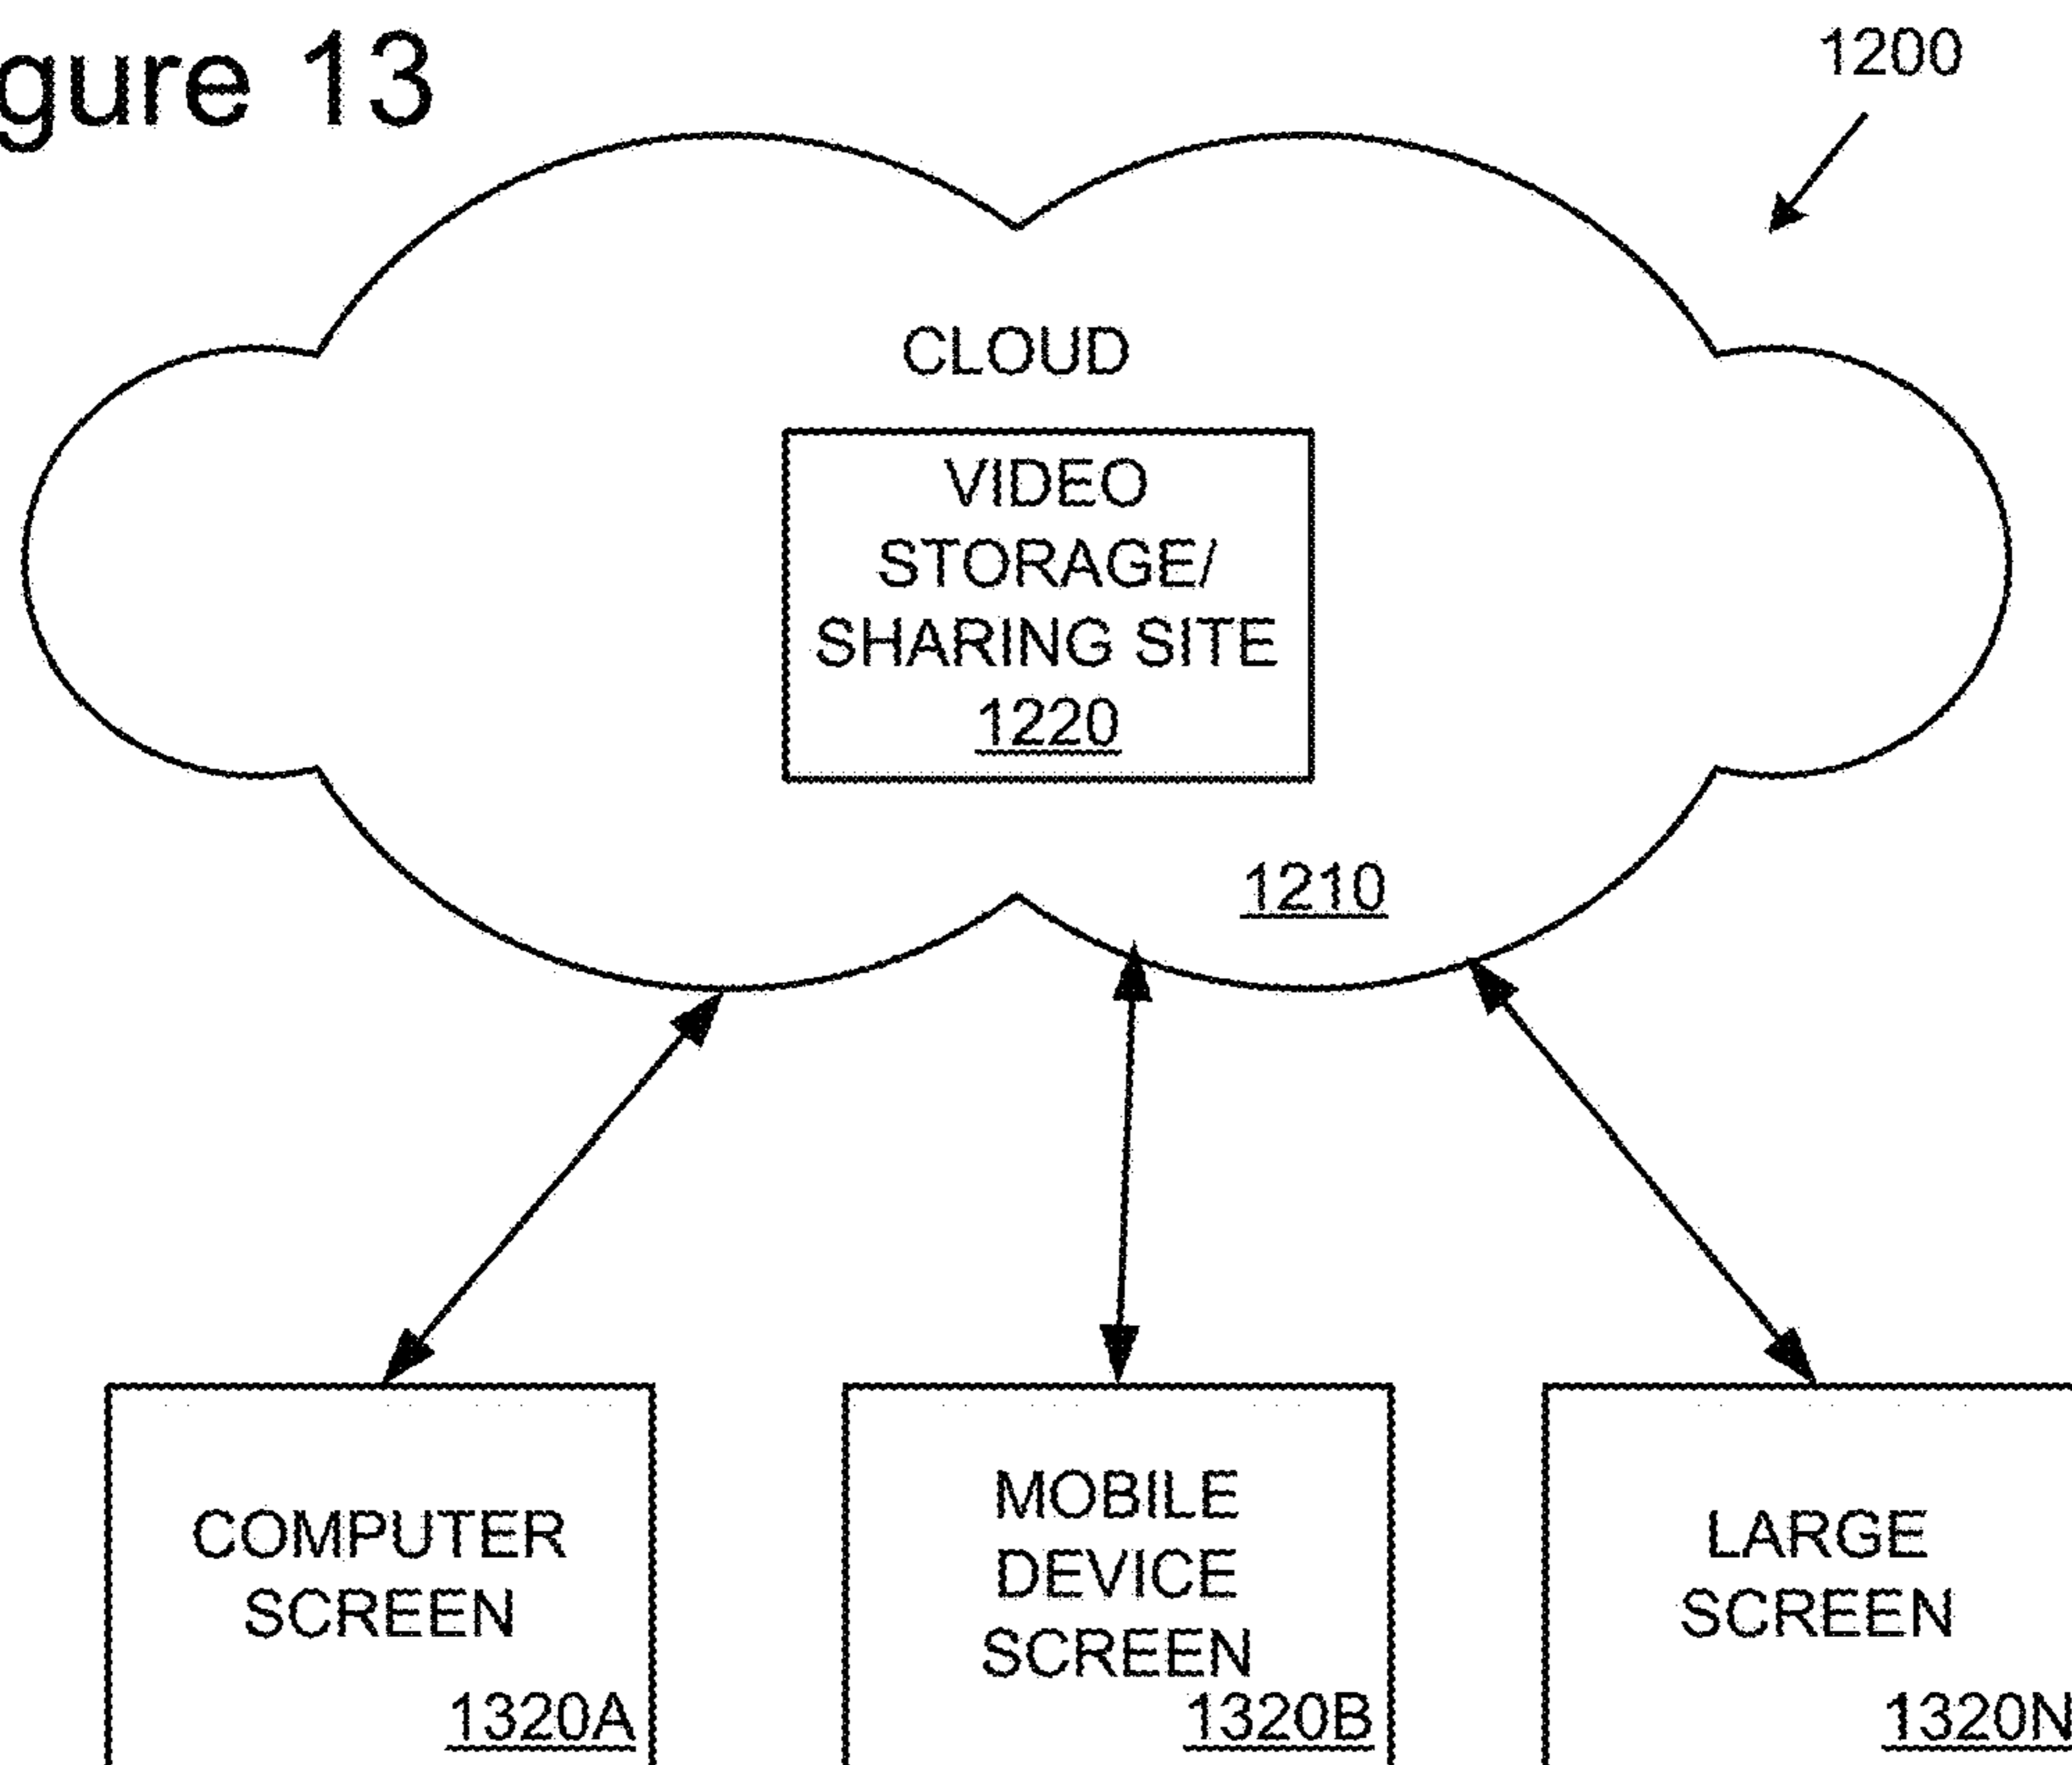 gure 13
1200
CLOUD
VIDEO
STORAGE/
SHARING SITE
1220
1210
COMPUTER
SCREEN
1320A
MOBILE
DEVICE
SCREEN
1320B
LARGE
SCREEN
1320N